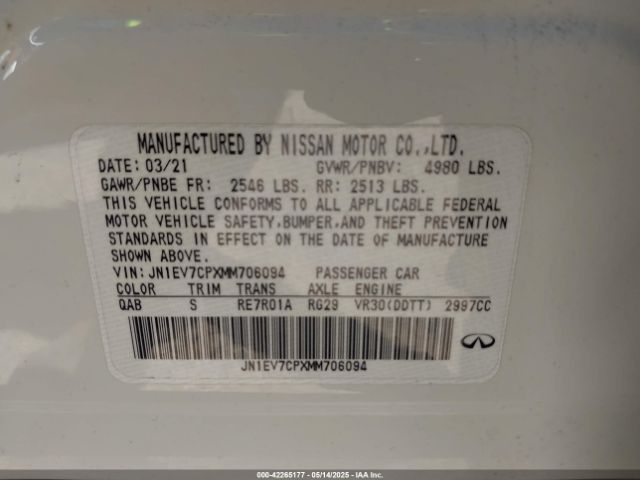 MANUFACTURED BY NISSAN MOTOR CO.,LTD.
DATE: 03/21 GVWR/PNBV: 4980 LBS.
GAWR/PNBE FR: 2546 LBS. RR: 2513 LBS.
THIS VEHICLE CONFORMS TO ALL APPLICABLE FEDERAL
MOTOR VEHICLE SAFETY,BUMPER,AND THEFT PREVENTION
STANDARDS IN EFFECT ON THE DATE OF MANUFACTURE
SHOWN ABOVE.
VIN: JN1EV7CPXMM706094 PASSENGER CAR
COLOR TRIM TRANS AXLE ENGINE
QAB S RE7R01A RG29 VR30(DDTT) 2997CC
JN1EV7CPXMM706094
000-42265177 - 05/14/2025 - IAA Inc.